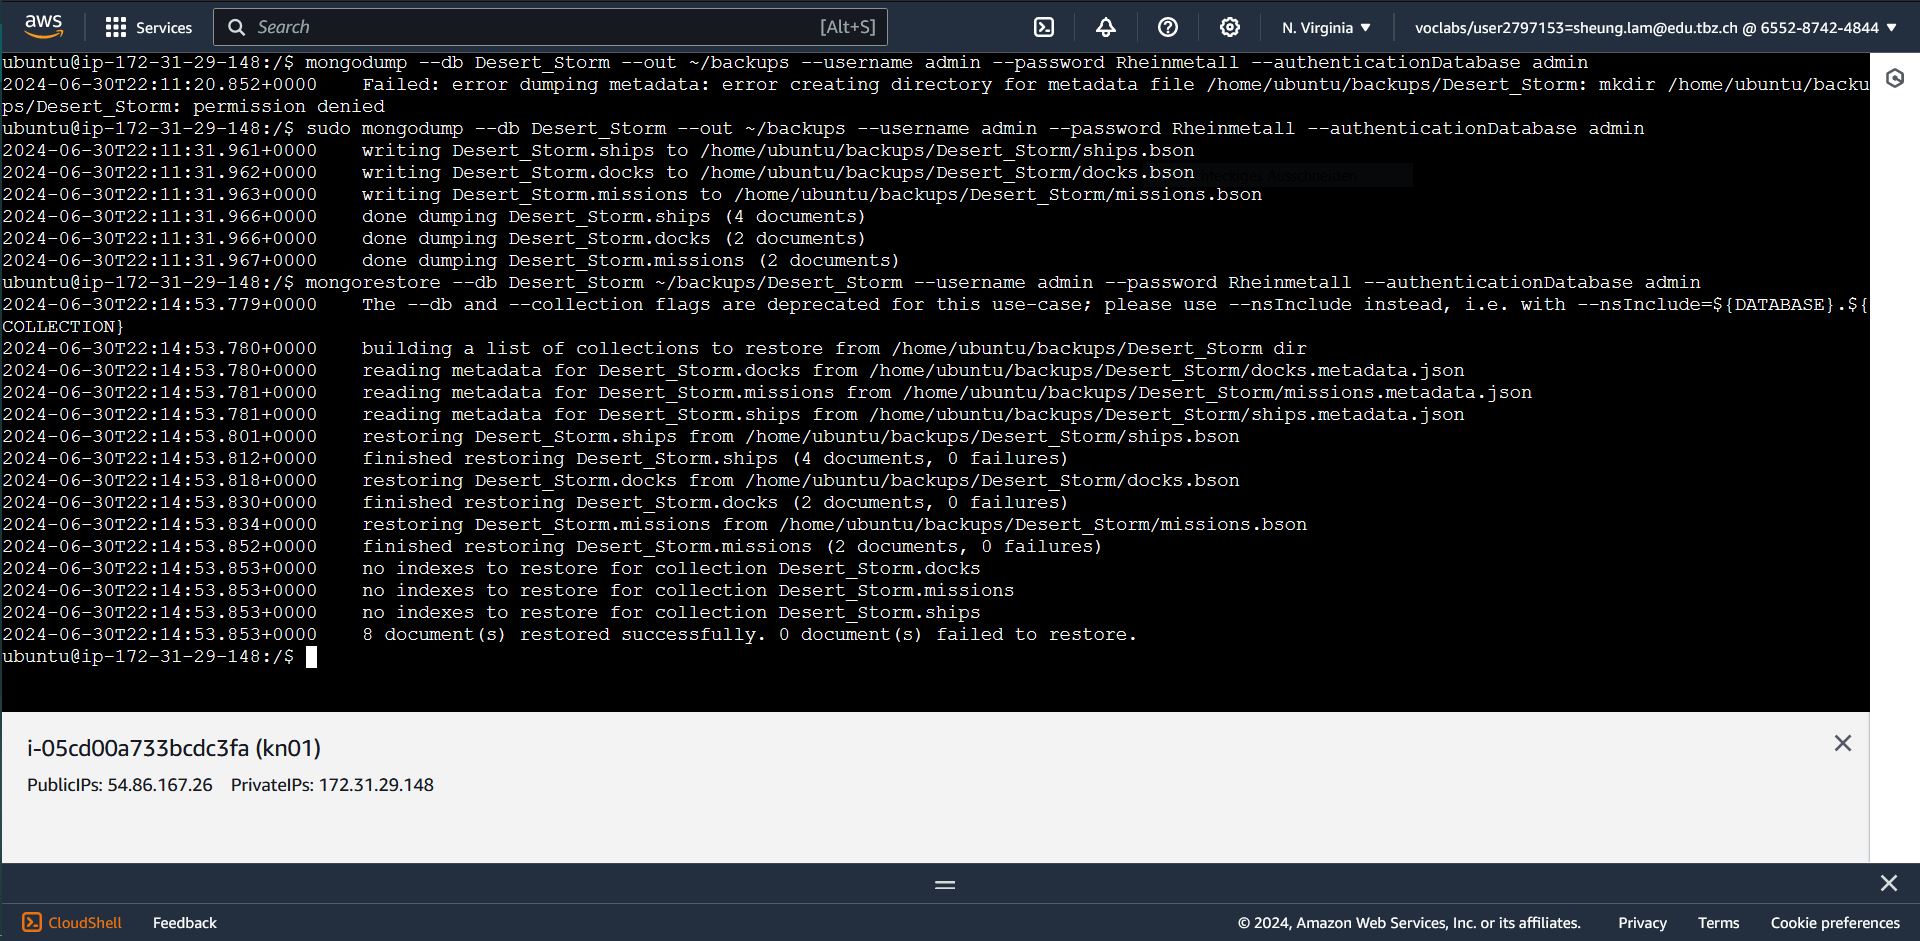 aws
Services
Search [Alt+S]
N. Virginia
voclabs/user2797153=sheung.lam@edu.tbz.ch @ 6552-8742-4844
ubuntu@ip-172-31-29-148:/$ mongodump --db Desert_Storm --out ~/backups --username admin --password Rheinmetall --authenticationDatabase admin
2024-06-30T22:11:20.852+0000    Failed: error dumping metadata: error creating directory for metadata file /home/ubuntu/backups/Desert_Storm: mkdir /home/ubuntu/backu
ps/Desert_Storm: permission denied
ubuntu@ip-172-31-29-148:/$ sudo mongodump --db Desert_Storm --out ~/backups --username admin --password Rheinmetall --authenticationDatabase admin
2024-06-30T22:11:31.961+0000    writing Desert_Storm.ships to /home/ubuntu/backups/Desert_Storm/ships.bson
2024-06-30T22:11:31.962+0000    writing Desert_Storm.docks to /home/ubuntu/backups/Desert_Storm/docks.bson
2024-06-30T22:11:31.963+0000    writing Desert_Storm.missions to /home/ubuntu/backups/Desert_Storm/missions.bson
2024-06-30T22:11:31.966+0000    done dumping Desert_Storm.ships (4 documents)
2024-06-30T22:11:31.966+0000    done dumping Desert_Storm.docks (2 documents)
2024-06-30T22:11:31.967+0000    done dumping Desert_Storm.missions (2 documents)
ubuntu@ip-172-31-29-148:/$ mongorestore --db Desert_Storm ~/backups/Desert_Storm --username admin --password Rheinmetall --authenticationDatabase admin
2024-06-30T22:14:53.779+0000    The --db and --collection flags are deprecated for this use-case; please use --nsInclude instead, i.e. with --nsInclude=${DATABASE}.${
COLLECTION}
2024-06-30T22:14:53.780+0000    building a list of collections to restore from /home/ubuntu/backups/Desert_Storm dir
2024-06-30T22:14:53.780+0000    reading metadata for Desert_Storm.docks from /home/ubuntu/backups/Desert_Storm/docks.metadata.json
2024-06-30T22:14:53.781+0000    reading metadata for Desert_Storm.missions from /home/ubuntu/backups/Desert_Storm/missions.metadata.json
2024-06-30T22:14:53.781+0000    reading metadata for Desert_Storm.ships from /home/ubuntu/backups/Desert_Storm/ships.metadata.json
2024-06-30T22:14:53.801+0000    restoring Desert_Storm.ships from /home/ubuntu/backups/Desert_Storm/ships.bson
2024-06-30T22:14:53.812+0000    finished restoring Desert_Storm.ships (4 documents, 0 failures)
2024-06-30T22:14:53.818+0000    restoring Desert_Storm.docks from /home/ubuntu/backups/Desert_Storm/docks.bson
2024-06-30T22:14:53.830+0000    finished restoring Desert_Storm.docks (2 documents, 0 failures)
2024-06-30T22:14:53.834+0000    restoring Desert_Storm.missions from /home/ubuntu/backups/Desert_Storm/missions.bson
2024-06-30T22:14:53.852+0000    finished restoring Desert_Storm.missions (2 documents, 0 failures)
2024-06-30T22:14:53.853+0000    no indexes to restore for collection Desert_Storm.docks
2024-06-30T22:14:53.853+0000    no indexes to restore for collection Desert_Storm.missions
2024-06-30T22:14:53.853+0000    no indexes to restore for collection Desert_Storm.ships
2024-06-30T22:14:53.853+0000    8 document(s) restored successfully. 0 document(s) failed to restore.
ubuntu@ip-172-31-29-148:/$
i-05cd00a733bcdc3fa (kn01)
PublicIPs: 54.86.167.26 PrivateIPs: 172.31.29.148
CloudShell Feedback © 2024, Amazon Web Services, Inc. or its affiliates. Privacy Terms Cookie preferences